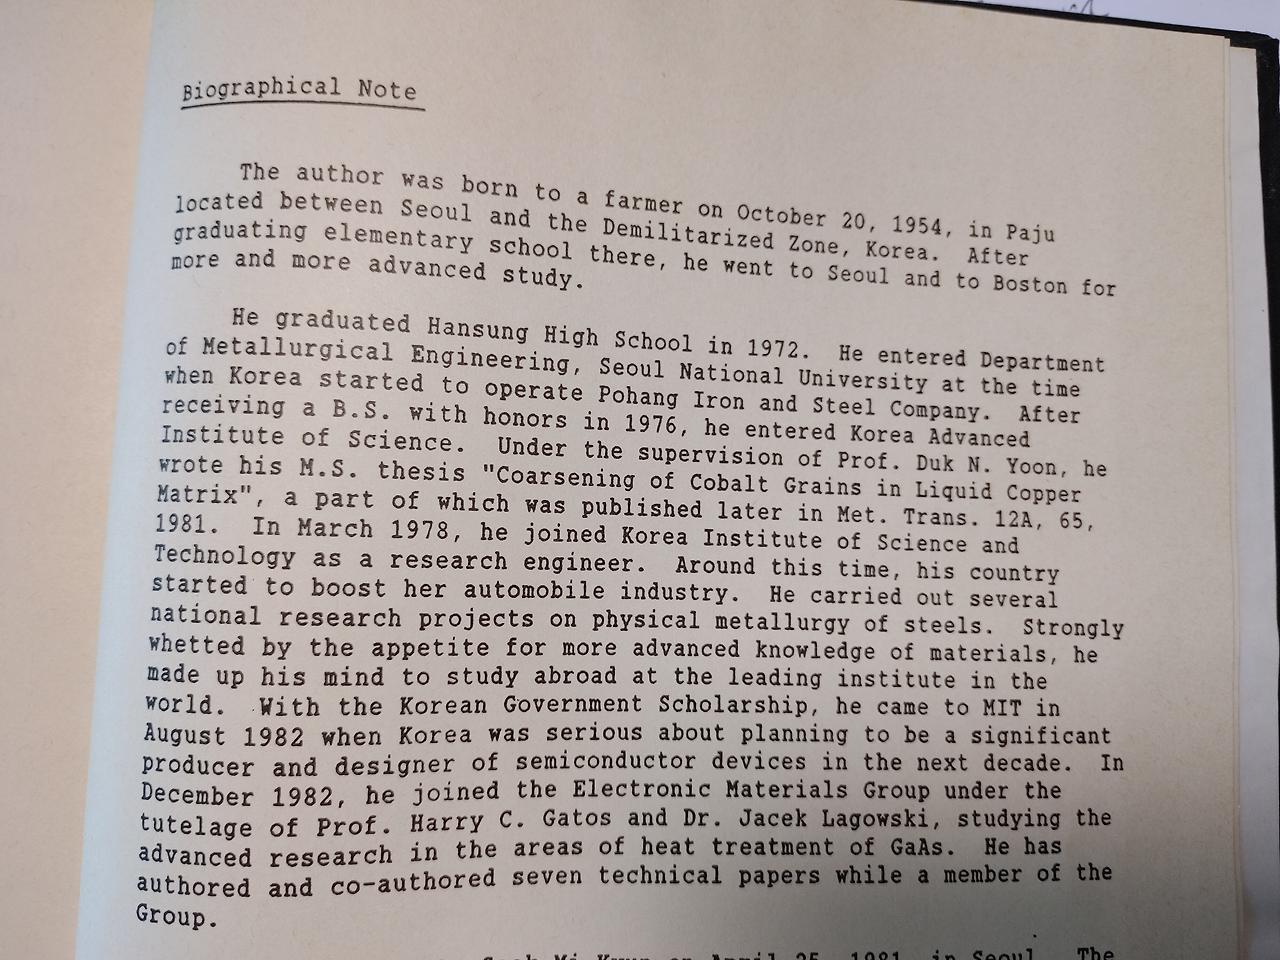 Biographical Note
The author was born to a farmer on October 20, 1954, in Paju
located between Seoul and the Demilitarized Zone, Korea. After
graduating elementary school there, he went to Seoul and to Boston for
more and more advanced study.
He graduated Hansung High School in 1972. He entered Department
of Metallurgical Engineering, Seoul National University at the time
when Korea started to operate Pohang Iron and Steel Company. After
receiving a B.S. with honors in 1976, he entered Korea Advanced
Institute of Science. Under the supervision of Prof. Duk N. Yoon, he
wrote his M.S. thesis "Coarsening of Cobalt Grains in Liquid Copper
Matrix", a part of which was published later in Met. Trans. 12A, 65,
1981. In March 1978, he joined Korea Institute of Science and
Technology as a research engineer. Around this time, his country
started to boost her automobile industry. He carried out several
national research projects on physical metallurgy of steels. Strongly
whetted by the appetite for more advanced knowledge of materials, he
made up his mind to study abroad at the leading institute in the
world. With the Korean Government Scholarship, he came to MIT in
August 1982 when Korea was serious about planning to be a significant
producer and designer of semiconductor devices in the next decade. In
December 1982, he joined the Electronic Materials Group under the
tutelage of Prof. Harry C. Gatos and Dr. Jacek Lagowski, studying the
advanced research in the areas of heat treatment of GaAs. He has
authored and co-authored seven technical papers while a member of the
Group.
on April 25, 1981, in Seoul. The